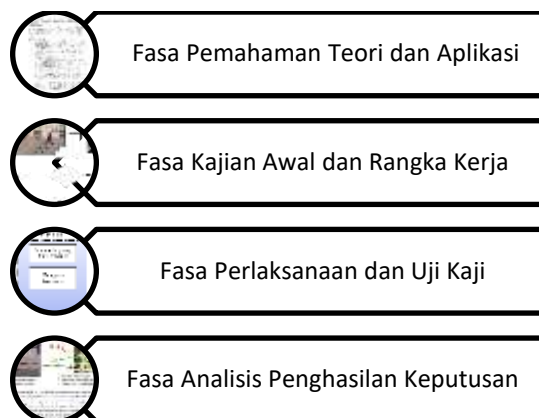 Fasa Pemahaman Teori dan Aplikasi
Fasa Kajian Awal dan Rangka Kerja
Fasa Perlaksanaan dan Uji Kaji
Fasa Analisis Penghasilan Keputusan